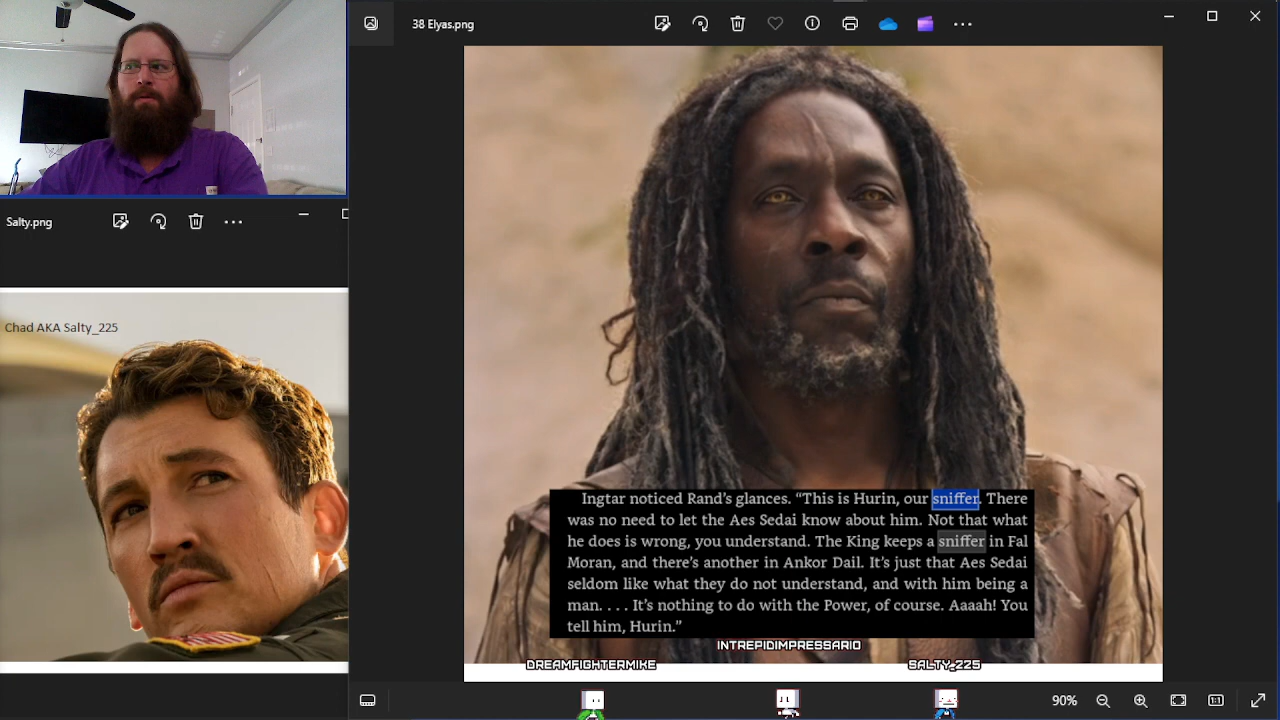 38 Elyas.png
Salty.png
Chad AKA Salty_225
Ingtar noticed Rand's glances. “This is Hurin, our sniffer. There
was no need to let the Aes Sedai know about him. Not that what
he does is wrong, you understand. The King keeps a sniffer in Fal
Moran, and there's another in Ankor Dail. It's just that Aes Sedai
seldom like what they do not understand, and with him being a
man. . . . It's nothing to do with the Power, of course. Aaaah! You
tell him, Hurin.”
INTREPIDIMPRESSARIO
DREAMFIGHTERMIKE
SALTY_225
90%